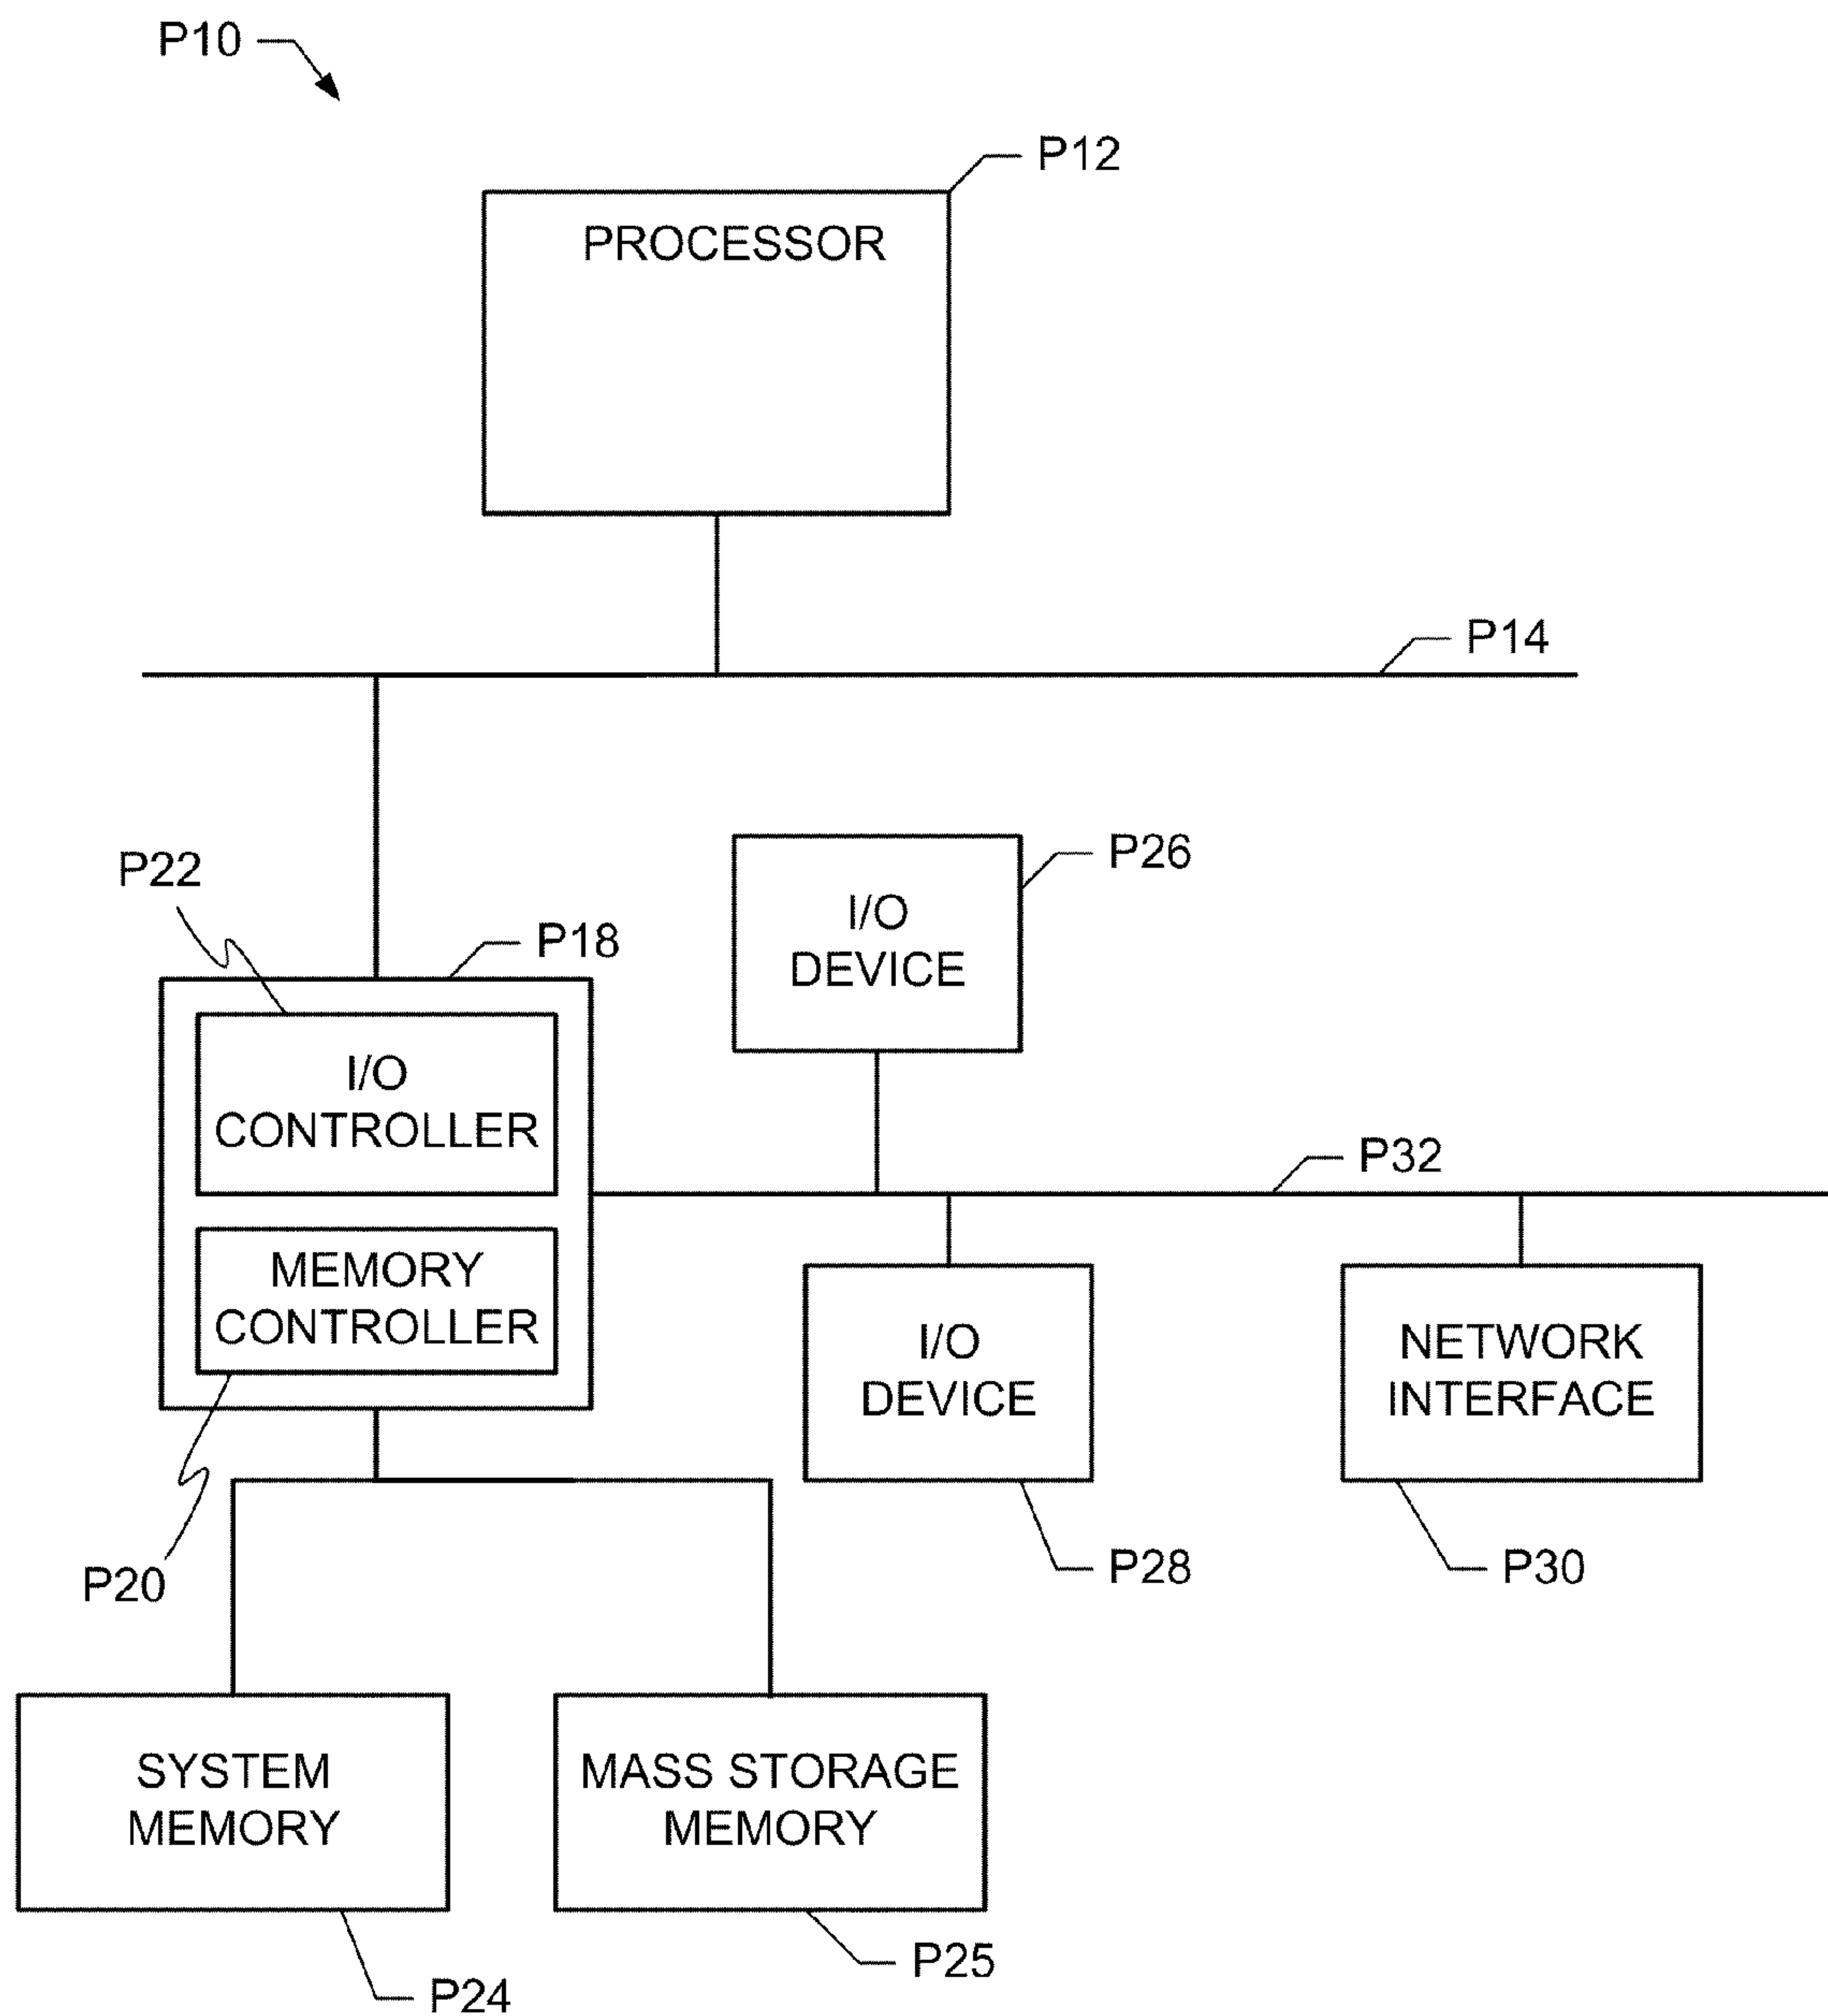 P10
P12
PROCESSOR
P14
P22
P18
P26
I/O
DEVICE
I/O
CONTROLLER
P32
MEMORY
CONTROLLER
I/O
DEVICE
NETWORK
INTERFACE
P20
P28
P30
SYSTEM
MEMORY
MASS STORAGE
MEMORY
P25
P24